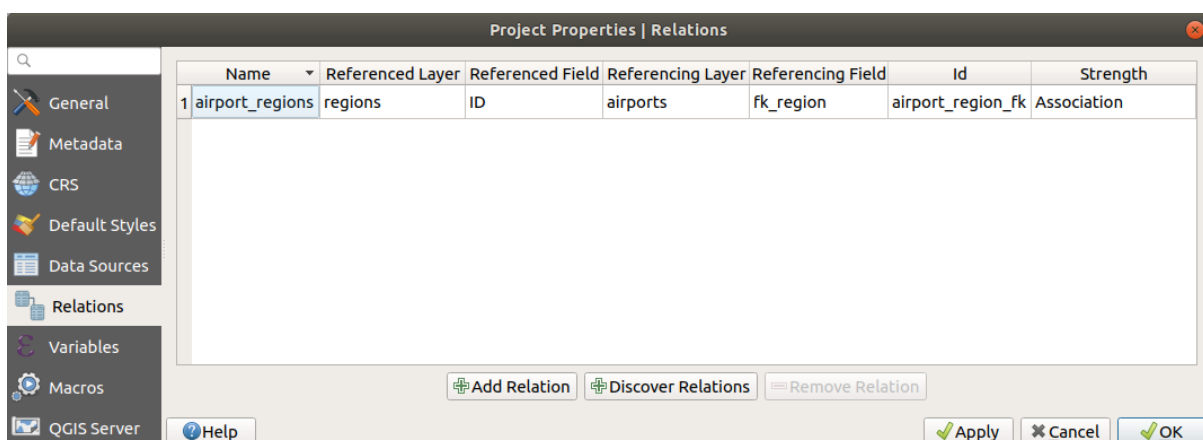 Project Properties | Relations
General
Metadata
CRS
Default Styles
Data Sources
Relations
Variables
Macros
QGIS Server
Name Referenced Layer Referenced Field Referencing Layer Referencing Field Id Strength
1 airport_regions regions ID airports fk_region airport_region_fk Association
Add Relation Discover Relations Remove Relation
Help Apply Cancel OK